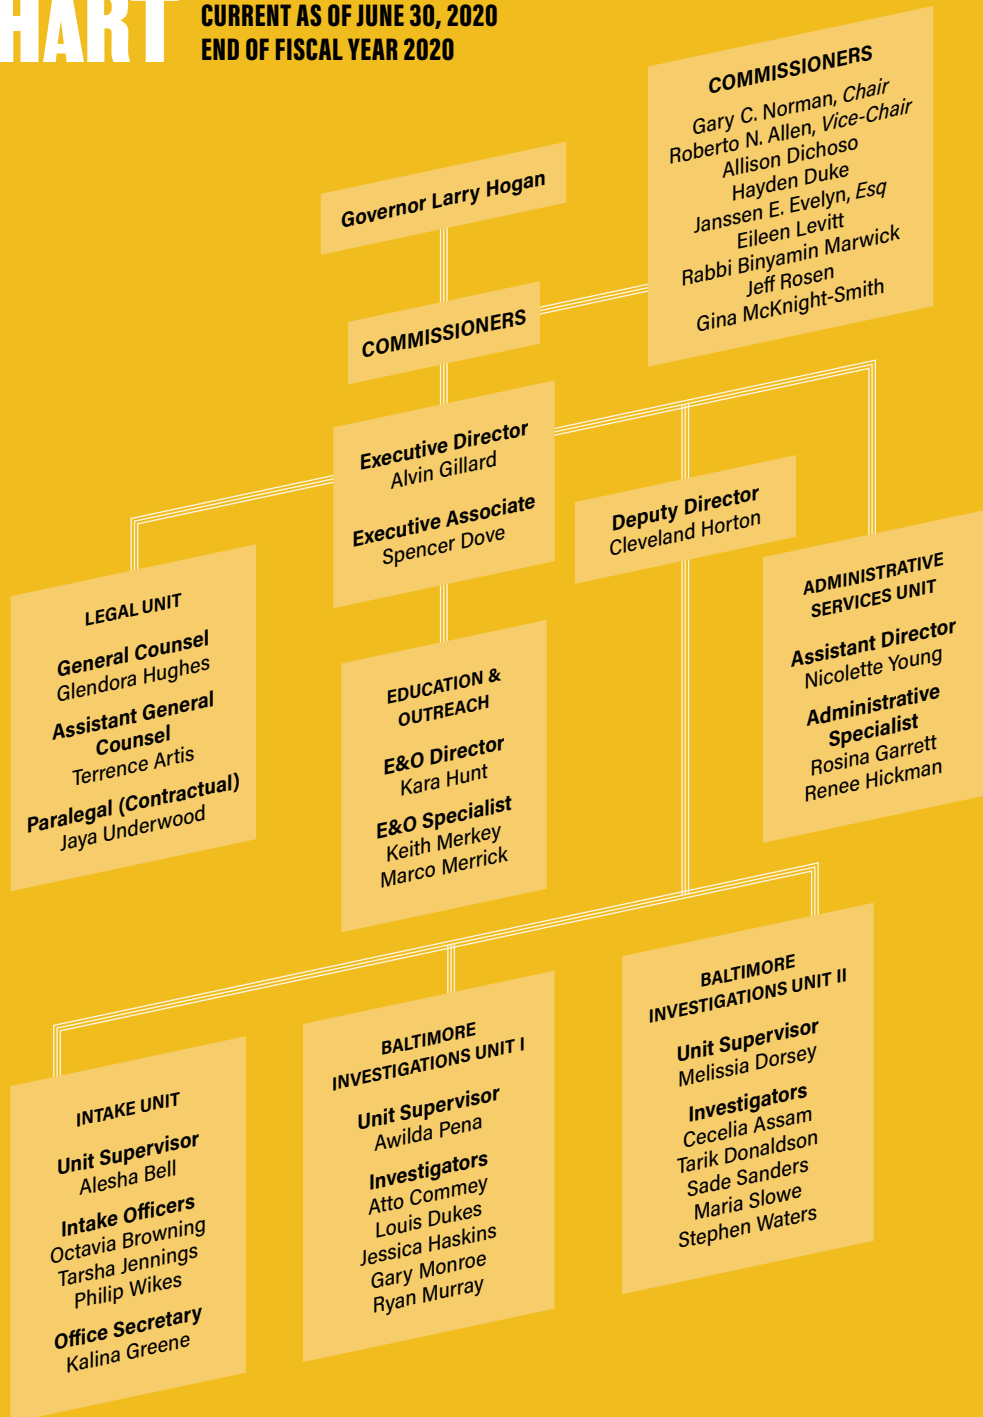 HART
CURRENT AS OF JUNE 30, 2020
END OF FISCAL YEAR 2020
COMMISSIONERS
Gary C. Norman, Chair
Roberto N. Allen, Vice-Chair
Allison Dichoso
Hayden Duke
Janssen E. Evelyn, Esq
Eileen Levitt
Rabbi Binyamin Marwick
Jeff Rosen
Gina McKnight-Smith
Governor Larry Hogan
COMMISSIONERS
Executive Director
Alvin Gillard
Executive Associate
Spencer Dove
Deputy Director
Cleveland Horton
ADMINISTRATIVE
SERVICES UNIT
Assistant Director
Nicolette Young
Administrative
Specialist
Rosina Garrett
Renee Hickman
LEGAL UNIT
General Counsel
Glendora Hughes
Assistant General
Counsel
Terrence Artis
Paralegal (Contractual)
Jaya Underwood
EDUCATION &
OUTREACH
E&O Director
Kara Hunt
E&O Specialist
Keith Merkey
Marco Merrick
INTAKE UNIT
Unit Supervisor
Alesha Bell
Intake Officers
Octavia Browning
Tarsha Jennings
Philip Wikes
Office Secretary
Kalina Greene
BALTIMORE
INVESTIGATIONS UNIT I
Unit Supervisor
Awilda Pena
Investigators
Atto Commey
Louis Dukes
Jessica Haskins
Gary Monroe
Ryan Murray
BALTIMORE
INVESTIGATIONS UNIT II
Unit Supervisor
Melissia Dorsey
Investigators
Cecelia Assam
Tarik Donaldson
Sade Sanders
Maria Slowe
Stephen Waters